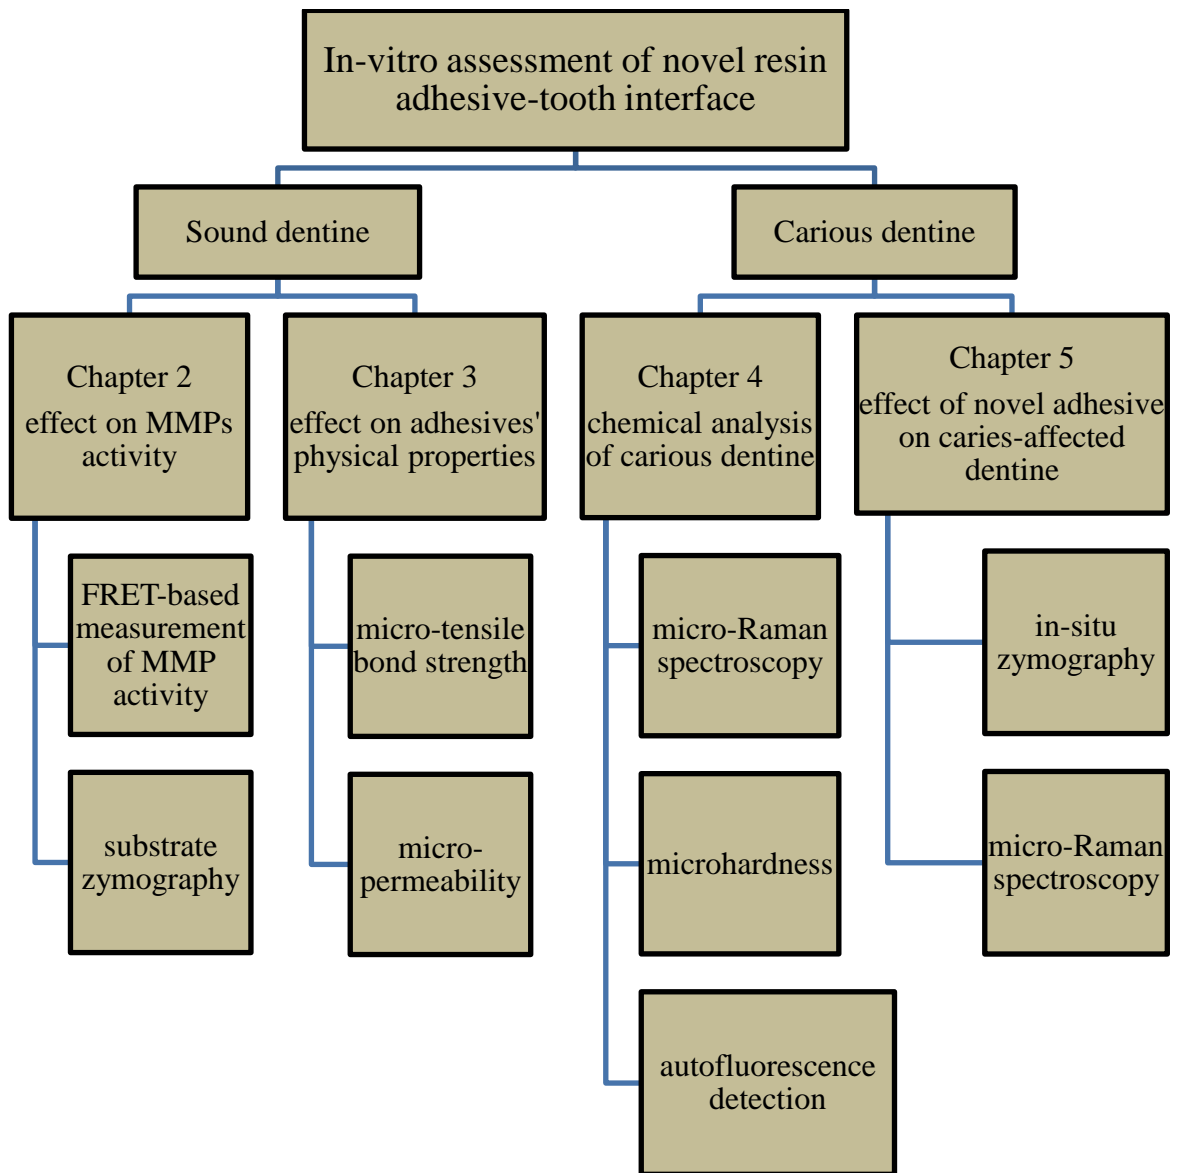 In-vitro assessment of novel resin
adhesive-tooth interface
Sound dentine
Carious dentine
Chapter 2
effect on MMPs
activity
Chapter 3
effect on adhesives'
physical properties
Chapter 4
chemical analysis
of carious dentine
Chapter 5
effect of novel adhesive
on caries-affected
dentine
FRET-based
measurement
of MMP
activity
micro-tensile
bond strength
micro-Raman
spectroscopy
in-situ
zymography
substrate
zymography
micro-
permeability
microhardness
micro-Raman
spectroscopy
autofluorescence
detection